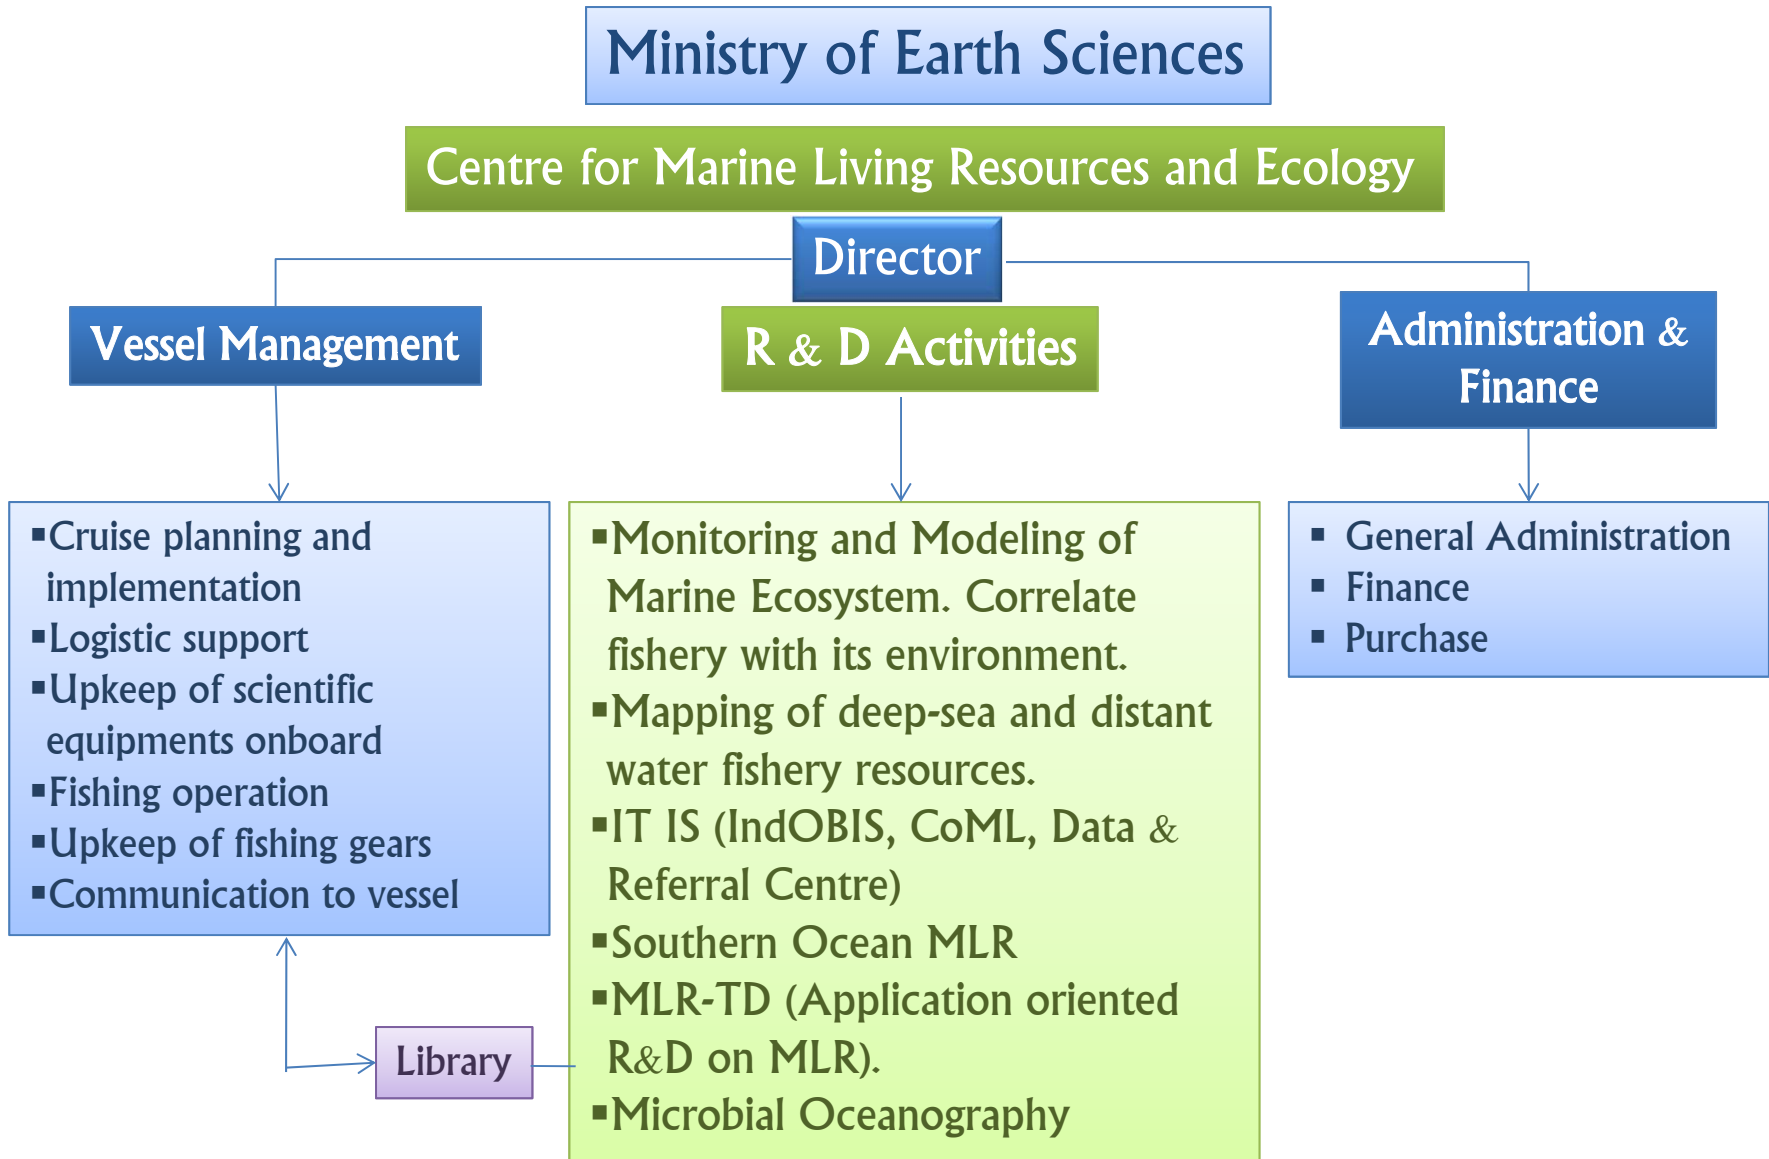 Ministry of Earth Sciences
Centre for Marine Living Resources and Ecology
Director
Vessel Management
R & D Activities
Administration &
Finance
▪Cruise planning and
implementation
▪Logistic support
▪Upkeep of scientific
equipments onboard
▪Fishing operation
▪Upkeep of fishing gears
▪Communication to vessel
▪Monitoring and Modeling of
Marine Ecosystem. Correlate
fishery with its environment.
▪Mapping of deep-sea and distant
water fishery resources.
▪IT IS (IndOBIS, CoML, Data &
Referral Centre)
▪Southern Ocean MLR
▪MLR-TD (Application oriented
R&D on MLR).
▪Microbial Oceanography
▪ General Administration
▪ Finance
▪ Purchase
Library